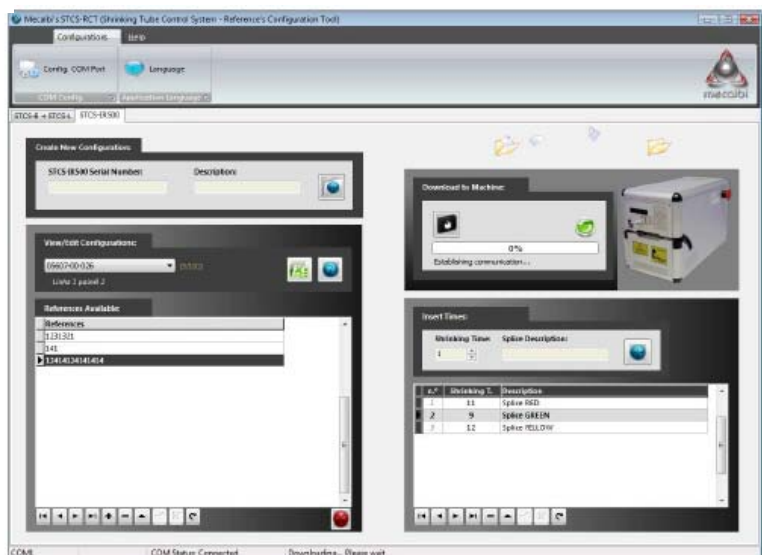 Mecalbi's STCS-RCT (Shrinking Tube Control System - Reference's Configuration Tool)
Configurations Help
Config. COM Port Language
COM Config. Application Language
mecalbi
STCS-R + STCS-L STCS-IR500
Create New Configuration:
STCS-IR500 Serial Number: Description:
Download to Machine:
0%
Establishing communication...
View/Edit Configurations:
05607-00-026
Linha 2 painel 2
References Available:
References
1231321
141
12414124141414
Insert Times:
Shrinking Time: Splice Description:
1
n.º Shrinking T. Description
1 11 Splice RED
2 9 Splice GREEN
3 12 Splice YELLOW
COM1 COM Status: Connected Downloading... Please wait